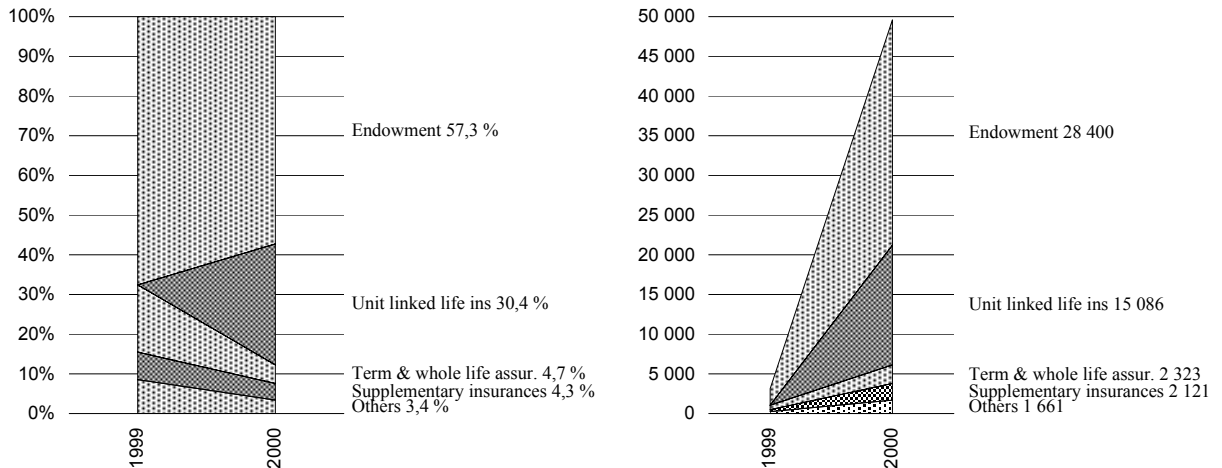 100%
90%
80%
70%
60%
50%
40%
30%
20%
10%
0%
1999
2000
Endowment 57,3 %
Unit linked life ins 30,4 %
Term & whole life assur. 4,7 %
Supplementary insurances 4,3 %
Others 3,4 %
50 000
45 000
40 000
35 000
30 000
25 000
20 000
15 000
10 000
5 000
0
1999
2000
Endowment 28 400
Unit linked life ins 15 086
Term & whole life assur. 2 323
Supplementary insurances 2 121
Others 1 661